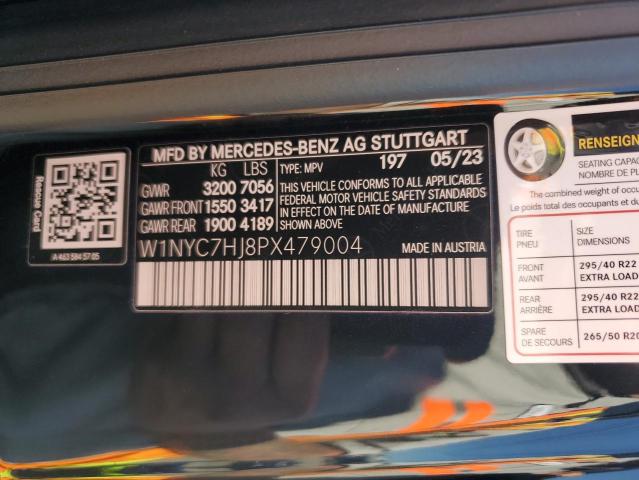 MFD BY MERCEDES-BENZ AG STUTTGART
KG LBS TYPE: MPV 197 05/23
GVWR 3200 7056
GAWR FRONT 1550 3417
GAWR REAR 1900 4189
THIS VEHICLE CONFORMS TO ALL APPLICABLE
FEDERAL MOTOR VEHICLE SAFETY STANDARDS
IN EFFECT ON THE DATE OF MANUFACTURE
SHOWN ABOVE.
W1NYC7HJ8PX479004 MADE IN AUSTRIA
Rescue Card
A 463 584 57 05
RENSEIGN
SEATING CAPAC
NOMBRE DE PL
The combined weight of occup
Le poids total des occupants et du
TIRE SIZE
PNEU DIMENSIONS
FRONT 295/40 R22
AVANT EXTRA LOAD
REAR 295/40 R22
ARRIÈRE EXTRA LOAD
SPARE 265/50 R20
DE SECOURS